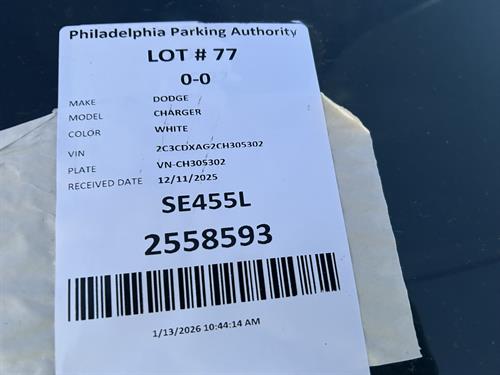 Philadelphia Parking Authority
LOT # 77
0-0
MAKE DODGE
MODEL CHARGER
COLOR WHITE
VIN 2C3CDXAG2CH305302
PLATE VN-CH305302
RECEIVED DATE 12/11/2025
SE455L
2558593
1/13/2026 10:44:14 AM